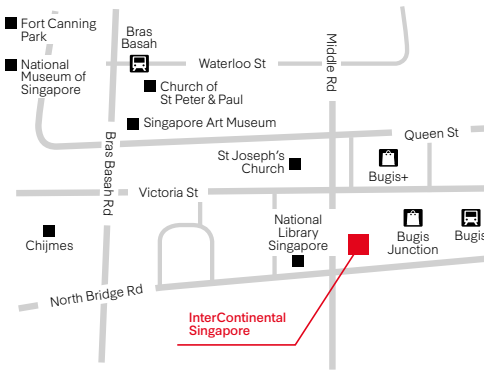 Fort Canning
Park
National
Museum of
Singapore
Bras
Basah
Waterloo St
Church of
St Peter & Paul
Singapore Art Museum
Middle Rd
Queen St
St Joseph's
Church
Bugis+
Bras Basah Rd
Victoria St
Chijmes
National
Library
Singapore
Bugis
Junction
Bugis
North Bridge Rd
InterContinental
Singapore